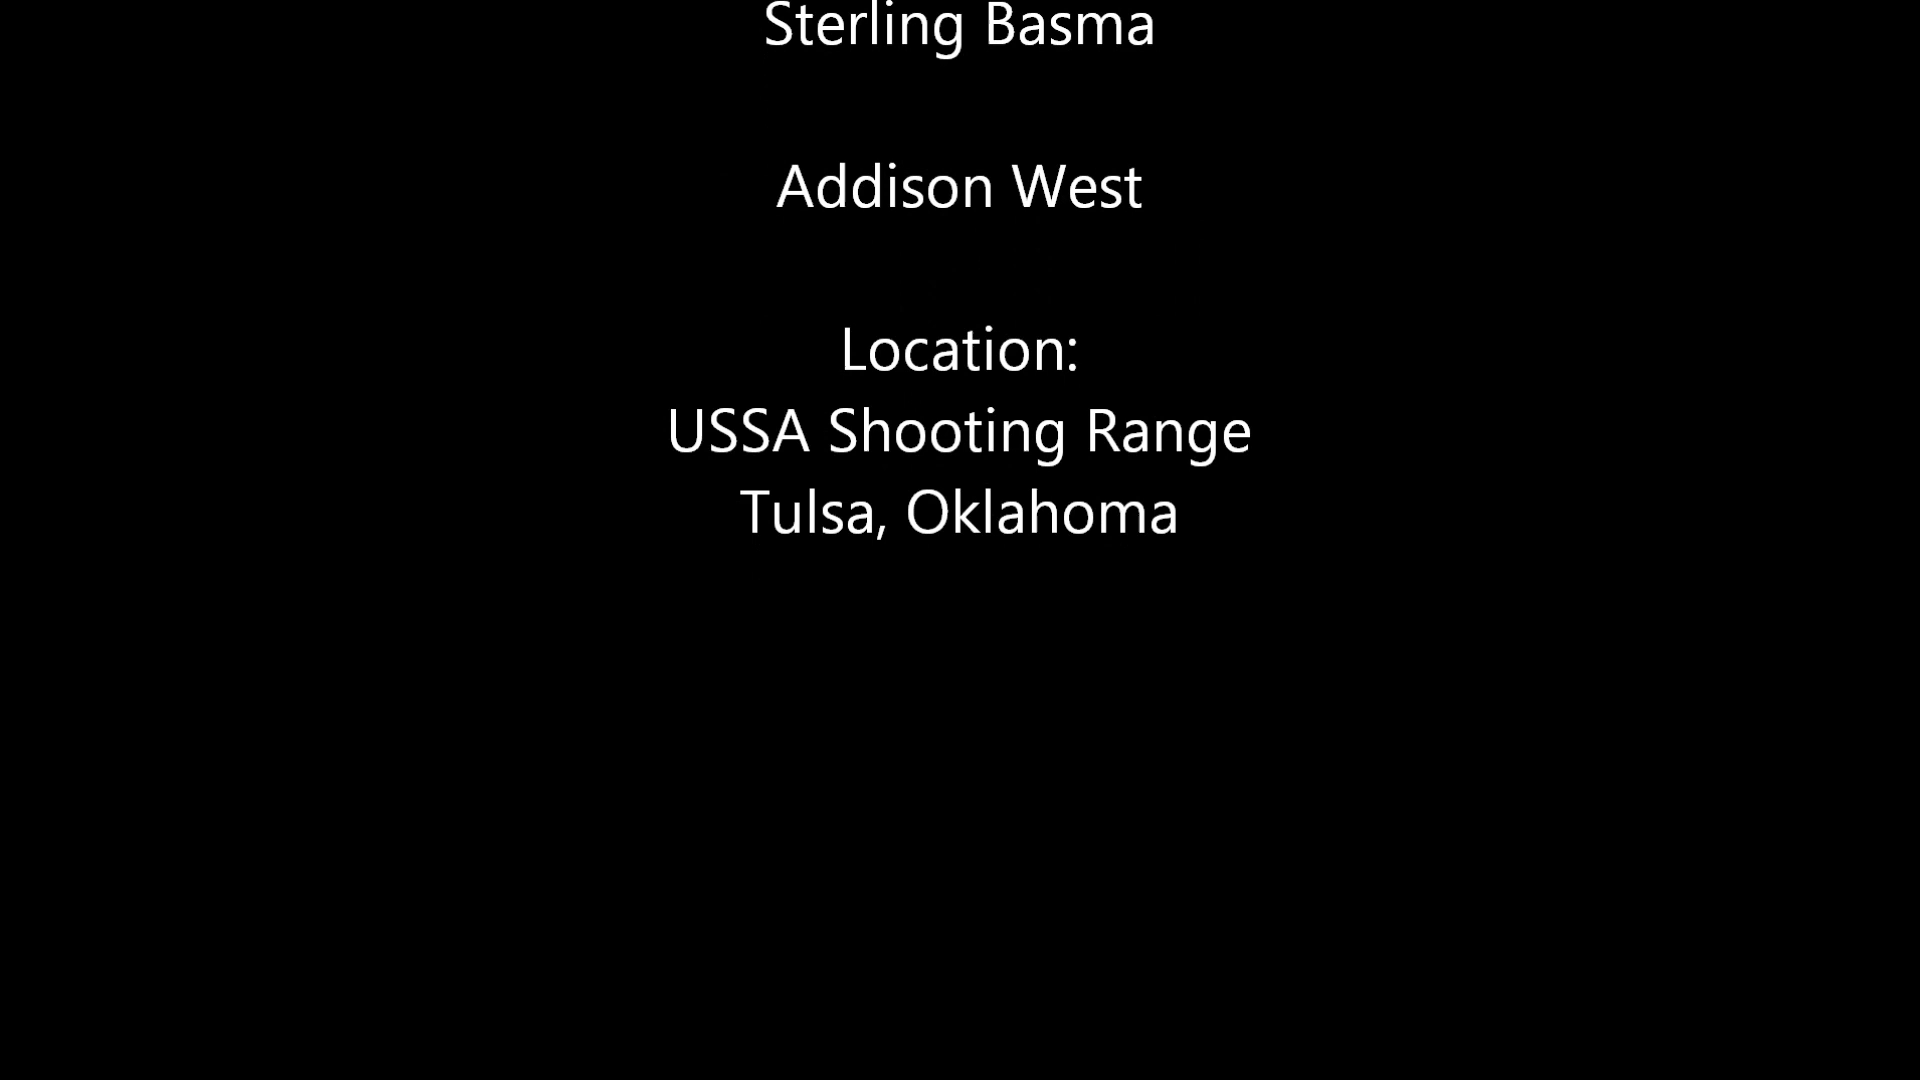 Sterling Basma
Addison West
Location:
USSA Shooting Range
Tulsa, Oklahoma